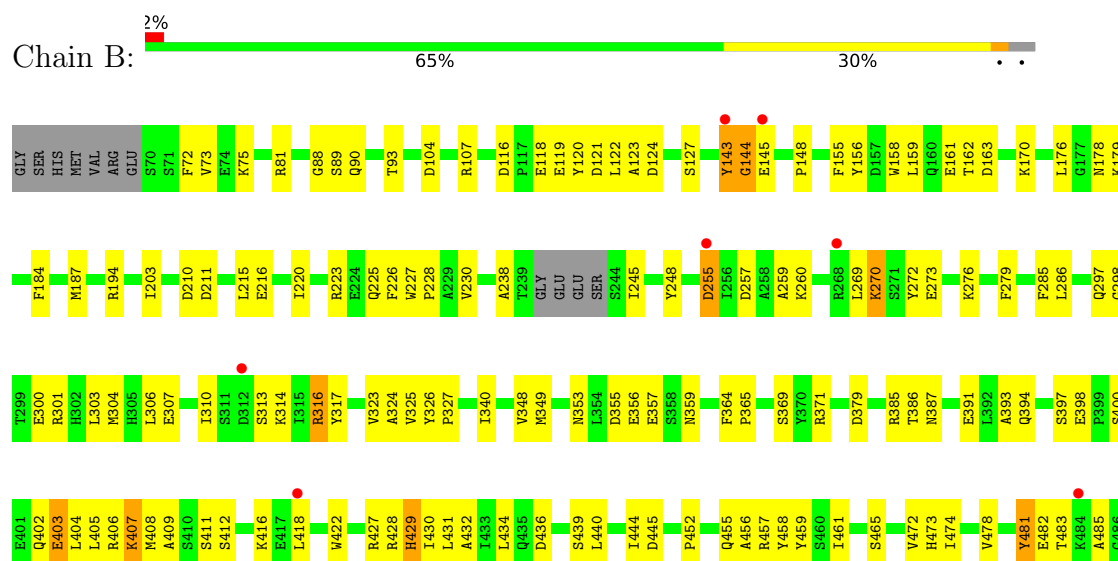 2%
Chain B:
65% 30% • •
GLY SER HIS MET VAL ARG GLU S70 S71 F72 V73 E74 K75 R81 G88 S89 Q90 T93 D104 R107 D116 P117 E118 E119 Y120 D121 L122 A123 D124 S127 Y143 G144 E145 P148 F155 Y156 D157 W158 L159 Q160 E161 T162 D163 K170 L176 G177 N178 K179
F184 M187 R194 I203 D210 D211 L215 E216 I220 R223 E224 Q225 F226 W227 P228 A229 V230 A238 T239 GLY GLU GLU SER S244 I245 Y248 D255 I256 D257 A258 A259 K260 R268 L269 K270 S271 Y272 E273 K276 F279 F285 L286 Q297
T299 E300 R301 H302 L303 M304 H305 L306 E307 I310 S311 D312 S313 K314 I315 R316 Y317 V323 A324 V325 Y326 P327 I340 V348 M349 N353 L354 D355 E356 E357 S358 N359 F364 P365 S369 Y370 R371 D379 R385 T386 N387 E391 L392 A393 Q394 S397 E398 P399
E401 Q402 E403 L404 L405 R406 K407 M408 A409 S410 S411 S412 K416 E417 L418 W422 R427 R428 H429 I430 L431 A432 I433 L434 Q435 D436 S439 L440 I444 D445 P452 Q455 A456 R457 Y458 Y459 S460 I461 S465 V472 H473 I474 V478 Y481 E482 T483 K484 A485